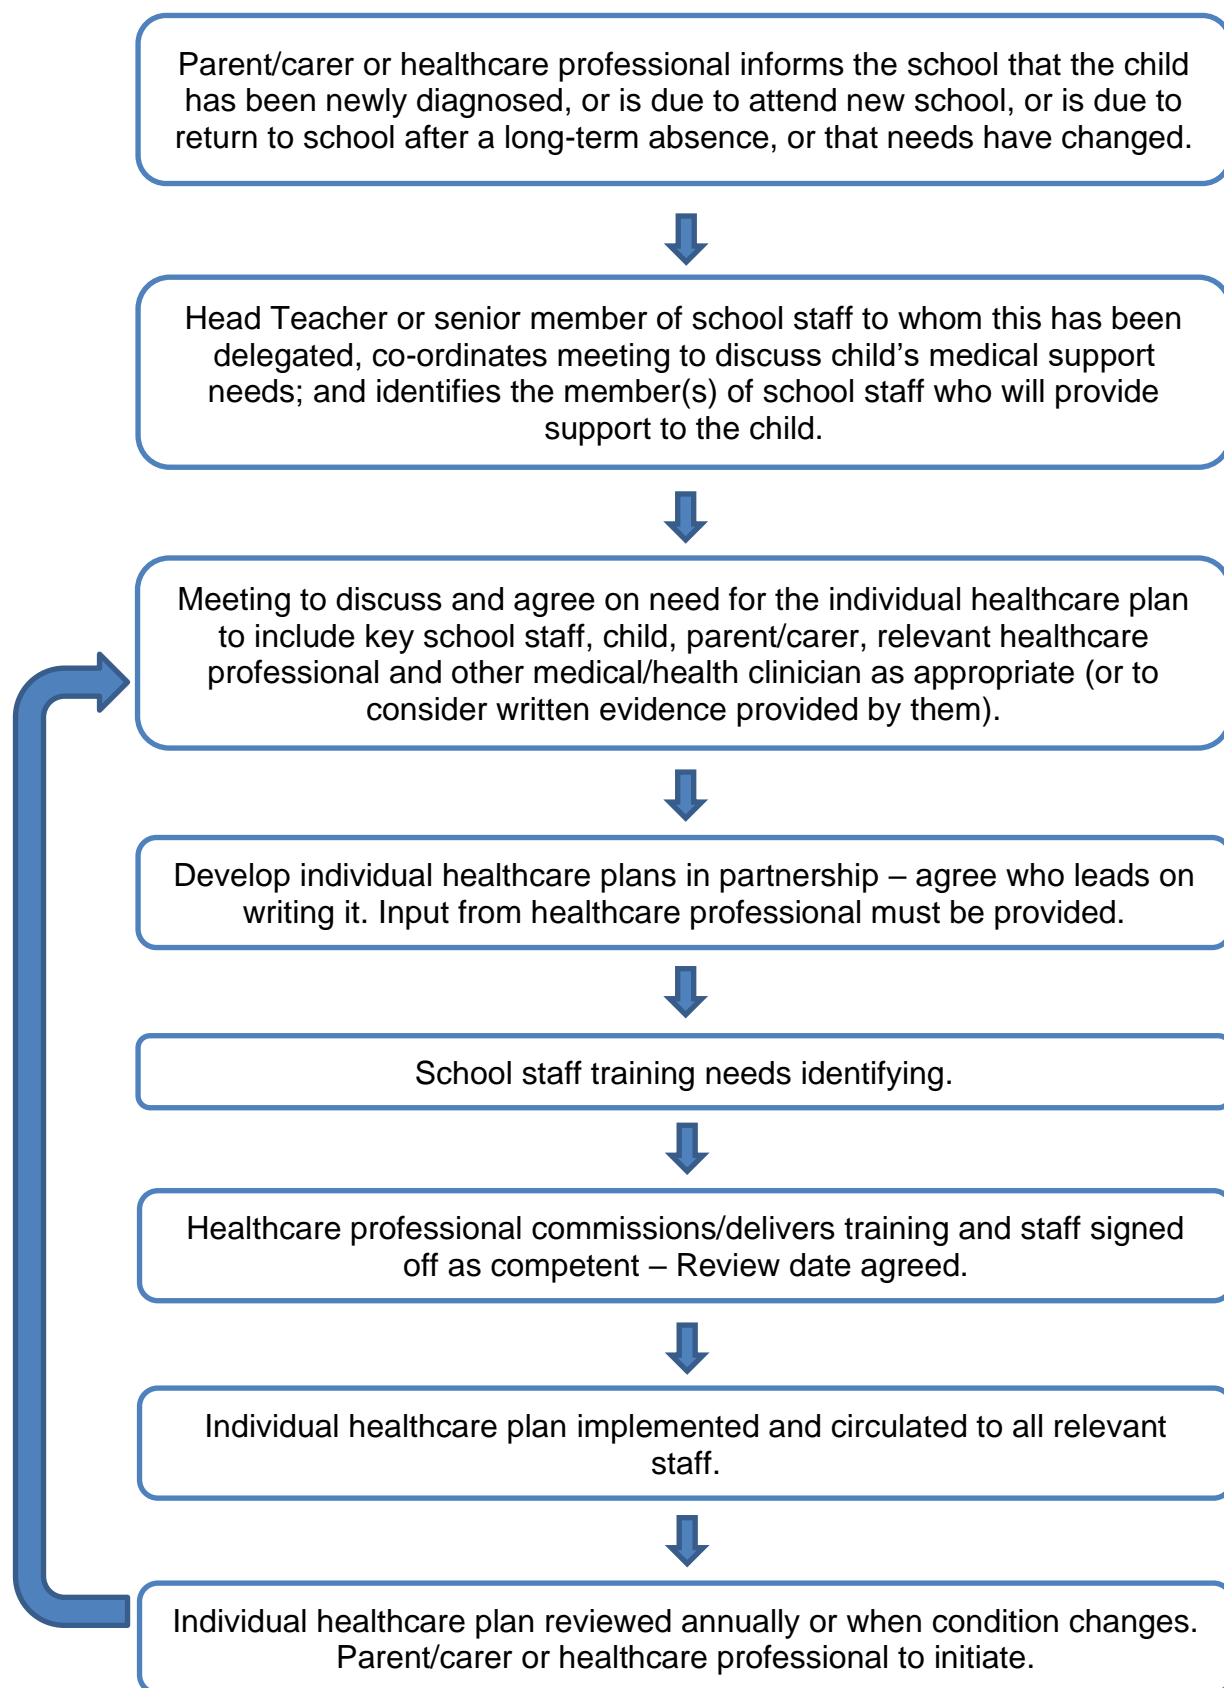 Parent/carer or healthcare professional informs the school that the child
has been newly diagnosed, or is due to attend new school, or is due to
return to school after a long-term absence, or that needs have changed.
Head Teacher or senior member of school staff to whom this has been
delegated, co-ordinates meeting to discuss child’s medical support
needs; and identifies the member(s) of school staff who will provide
support to the child.
Meeting to discuss and agree on need for the individual healthcare plan
to include key school staff, child, parent/carer, relevant healthcare
professional and other medical/health clinician as appropriate (or to
consider written evidence provided by them).
Develop individual healthcare plans in partnership – agree who leads on
writing it. Input from healthcare professional must be provided.
School staff training needs identifying.
Healthcare professional commissions/delivers training and staff signed
off as competent – Review date agreed.
Individual healthcare plan implemented and circulated to all relevant
staff.
Individual healthcare plan reviewed annually or when condition changes.
Parent/carer or healthcare professional to initiate.